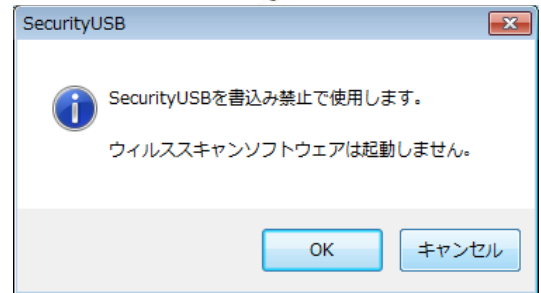 SecurityUSB
SecurityUSBを書込み禁止で使用します。
ウィルススキャンソフトウェアは起動しません。
OK
キャンセル